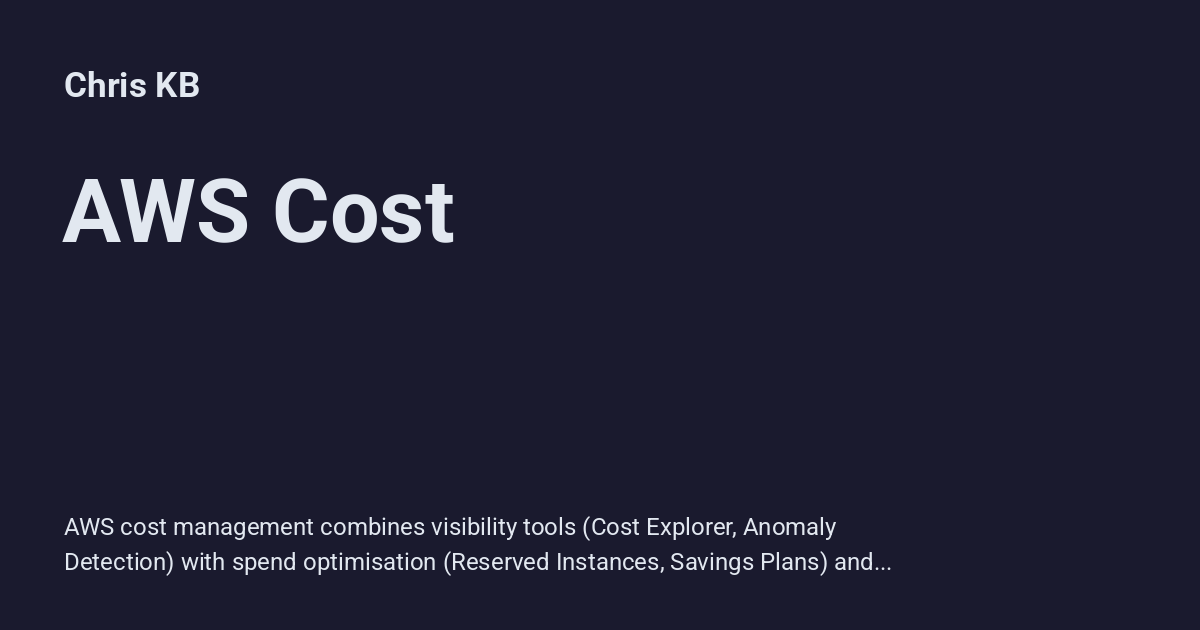 Chris KB
AWS Cost
AWS cost management combines visibility tools (Cost Explorer, Anomaly
Detection) with spend optimisation (Reserved Instances, Savings Plans) and...